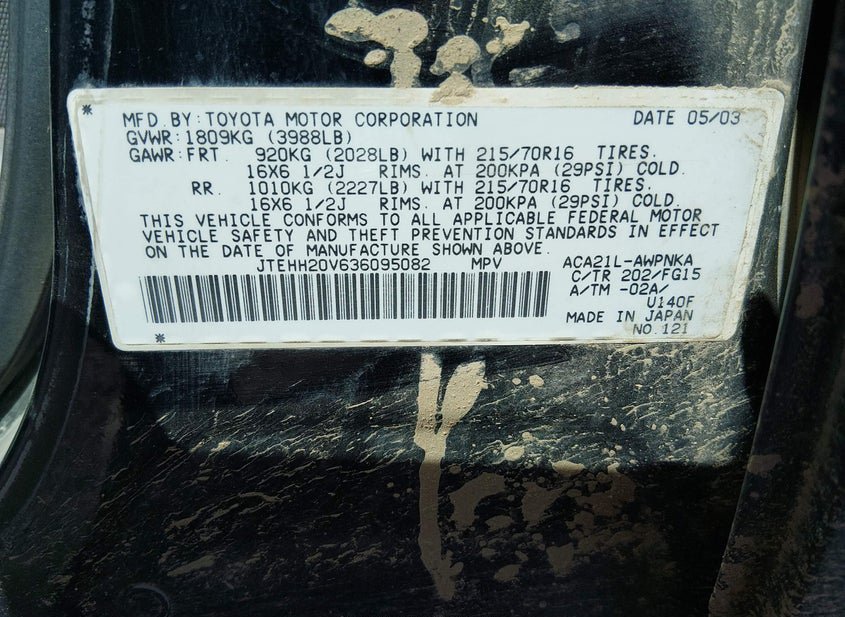 *
MFD.BY:TOYOTA MOTOR CORPORATION DATE 05/03
GVWR:1809KG (3988LB)
GAWR:FRT. 920KG (2028LB) WITH 215/70R16 TIRES.
16X6 1/2J RIMS. AT 200KPA (29PSI) COLD.
RR. 1010KG (2227LB) WITH 215/70R16 TIRES.
16X6 1/2J RIMS. AT 200KPA (29PSI) COLD.
THIS VEHICLE CONFORMS TO ALL APPLICABLE FEDERAL MOTOR
VEHICLE SAFETY AND THEFT PREVENTION STANDARDS IN EFFECT
ON THE DATE OF MANUFACTURE SHOWN ABOVE.
JTEHH20V636095082 MPV ACA21L-AWPNKA
C/TR 202/FG15
A/TM -02A/
U140F
MADE IN JAPAN
* NO.121